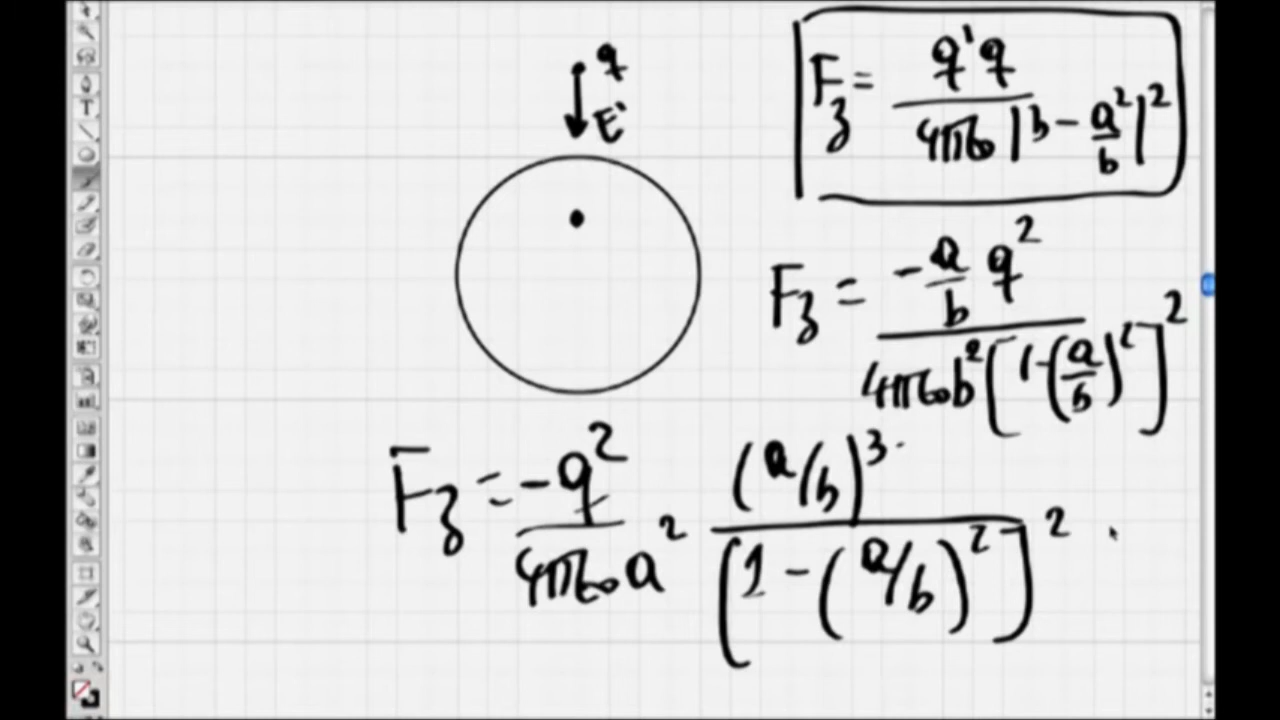 q
E'
F_z = q'q / 4πε₀ |b - a²/b|²
F_z = -a/b q² / 4πε₀b² [1-(a/b)²]²
F_z = -q² / 4πε₀a² (a/b)³ / [1 - (a/b)²]²